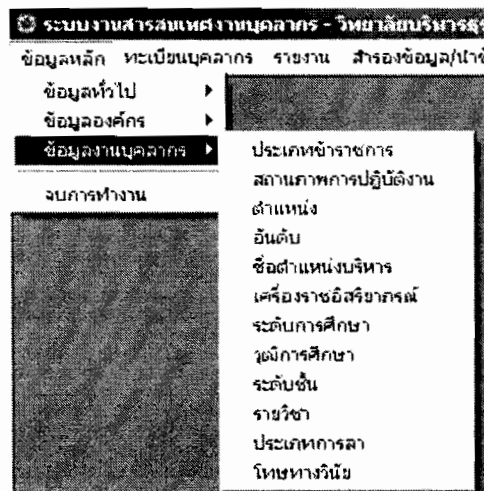 ระบบงานสารสนเทศงานบุคลากร - วิทยาลัยบริหารธุร
ข้อมูลหลัก ทะเบียนบุคลากร รายงาน สำรองข้อมูล/นำข้
ข้อมูลทั่วไป
ข้อมูลองค์กร
ข้อมูลงานบุคลากร
จบการทำงาน
ประเภทข้าราชการ
สถานภาพการปฏิบัติงาน
ตำแหน่ง
อันดับ
ชื่อตำแหน่งบริหาร
เครื่องราชอิสริยาภรณ์
ระดับการศึกษา
วุฒิการศึกษา
ระดับชั้น
รายวิชา
ประเภทการลา
โทษทางวินัย